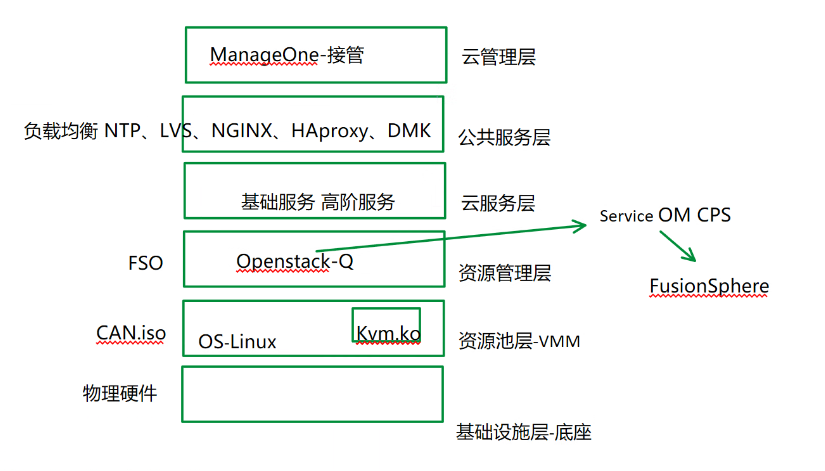 ManageOne-接管 云管理层
负载均衡 NTP、LVS、NGINX、HAproxy、DMK 公共服务层
基础服务 高阶服务 云服务层
Service OM CPS
FSO Openstack-Q 资源管理层
FusionSphere
CAN.iso OS-Linux Kvm.ko 资源池层-VMM
物理硬件
基础设施层-底座